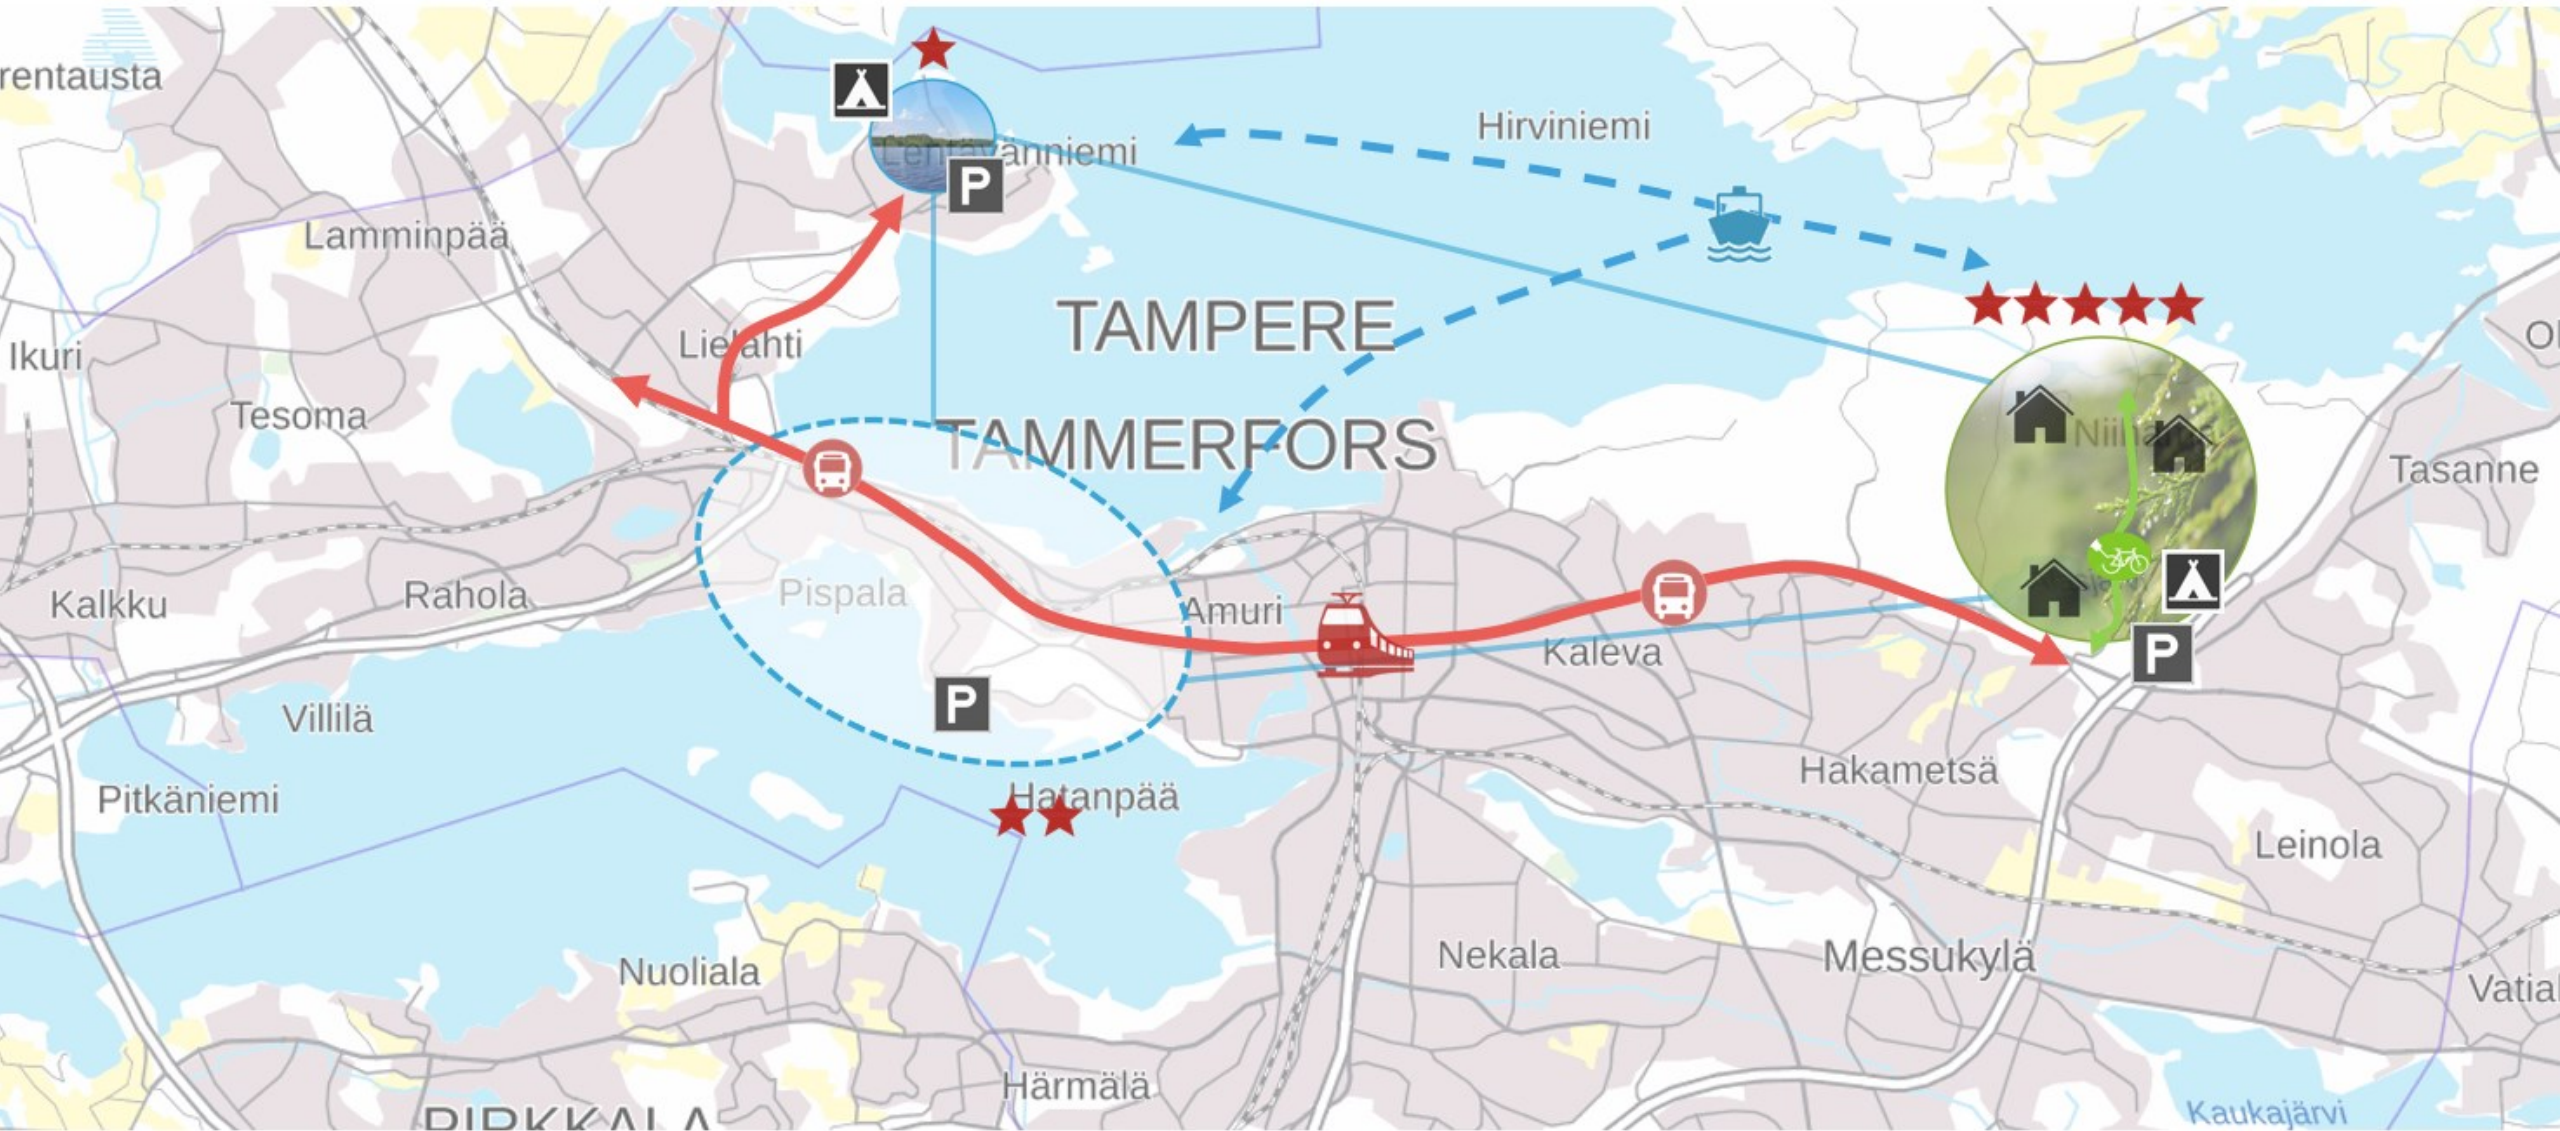 rentausta
Hirviniemi
P
Lamminpää
TAMPERE
Lielahti
Ikuri
Tesoma
TAMMERFORS
Tasanne
Pispala
Rahola
Kalkku
Amuri
Kaleva
P
P
Villilä
Hakametsä
Pitkäniemi
Hatanpää
Leinola
Nekala
Messukylä
Nuoliala
Vatial
Härmälä
PIRKKALA
Kaukajärvi